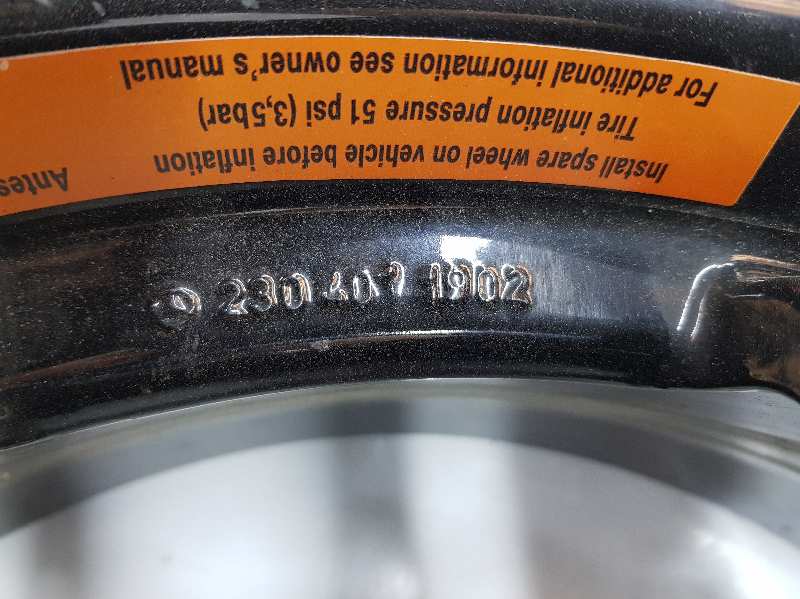 Install spare wheel on vehicle before inflation
Tire inflation pressure 51 psi (3,5bar)
For additional information see owner's manual
Antes
230 1902